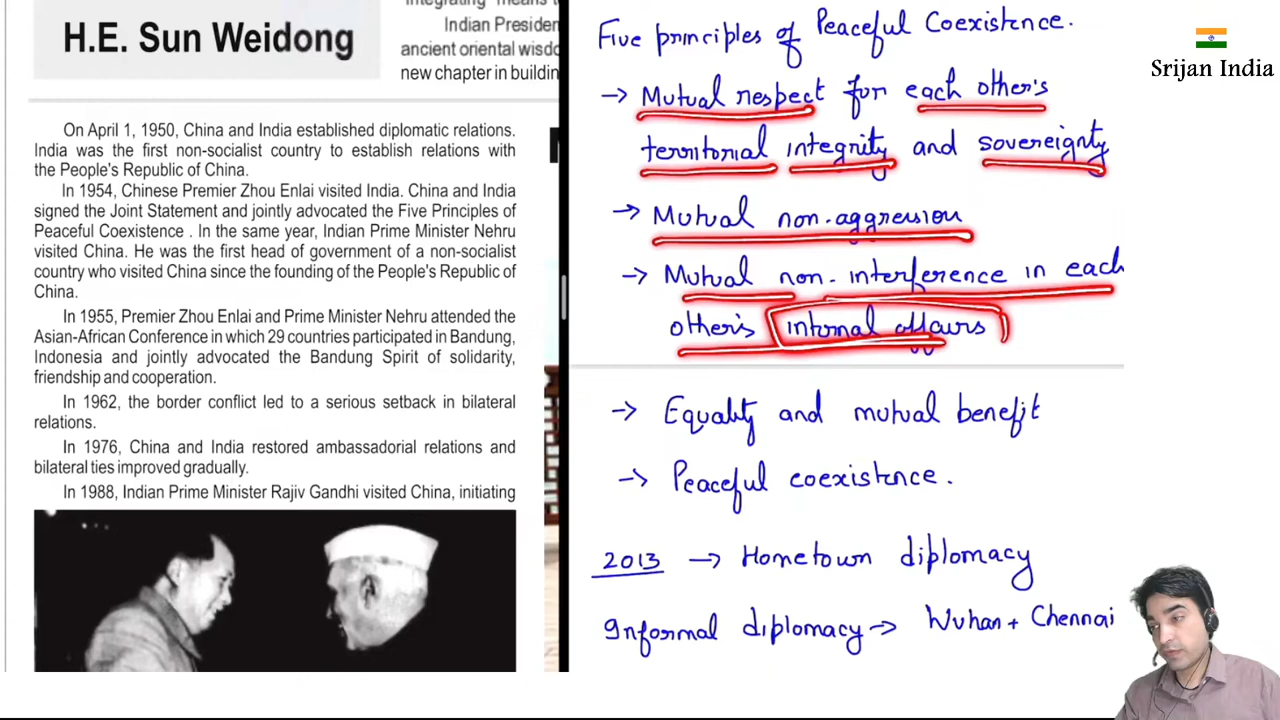 integrating means t
Indian Presiden
ancient oriental wisdo
new chapter in buildin
H.E. Sun Weidong
On April 1, 1950, China and India established diplomatic relations.
India was the first non-socialist country to establish relations with
the People's Republic of China.
In 1954, Chinese Premier Zhou Enlai visited India. China and India
signed the Joint Statement and jointly advocated the Five Principles of
Peaceful Coexistence . In the same year, Indian Prime Minister Nehru
visited China. He was the first head of government of a non-socialist
country who visited China since the founding of the People's Republic of
China.
In 1955, Premier Zhou Enlai and Prime Minister Nehru attended the
Asian-African Conference in which 29 countries participated in Bandung,
Indonesia and jointly advocated the Bandung Spirit of solidarity,
friendship and cooperation.
In 1962, the border conflict led to a serious setback in bilateral
relations.
In 1976, China and India restored ambassadorial relations and
bilateral ties improved gradually.
In 1988, Indian Prime Minister Rajiv Gandhi visited China, initiating
Five principles of Peaceful Coexistence.
→ Mutual respect for each other's
territorial integrity and sovereignty
→ Mutual non-aggression
→ Mutual non-interference in each
other's internal affairs
→ Equality and mutual benefit
→ Peaceful coexistence.
2013 → Hometown diplomacy
Informal diplomacy → Wuhan + Chennai
Srijan India